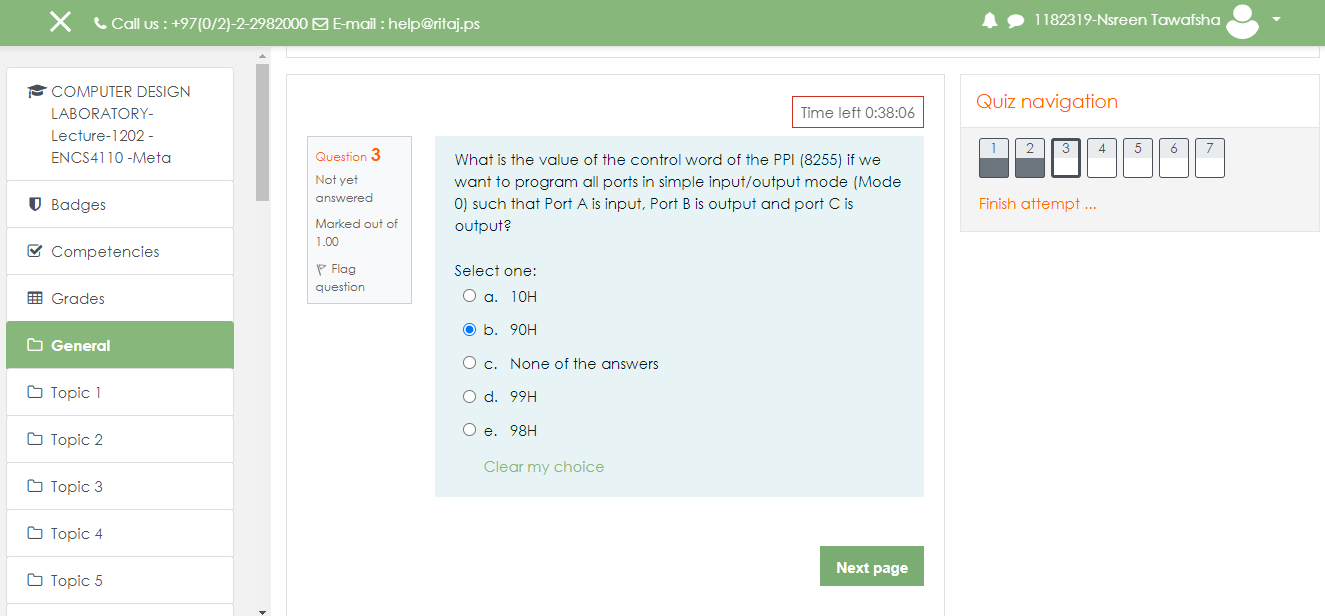 Call us : +97(0/2)-2-2982000 E-mail : help@ritaj.ps
1182319-Nsreen Tawafsha
COMPUTER DESIGN
LABORATORY-
Lecture-1202 -
ENCS4110 -Meta
Badges
Competencies
Grades
General
Topic 1
Topic 2
Topic 3
Topic 4
Topic 5
Time left 0:38:06
Question 3
Not yet
answered
Marked out of
1.00
Flag
question
What is the value of the control word of the PPI (8255) if we
want to program all ports in simple input/output mode (Mode
0) such that Port A is input, Port B is output and port C is
output?
Select one:
a. 10H
b. 90H
c. None of the answers
d. 99H
e. 98H
Clear my choice
Next page
Quiz navigation
1 2 3 4 5 6 7
Finish attempt ...